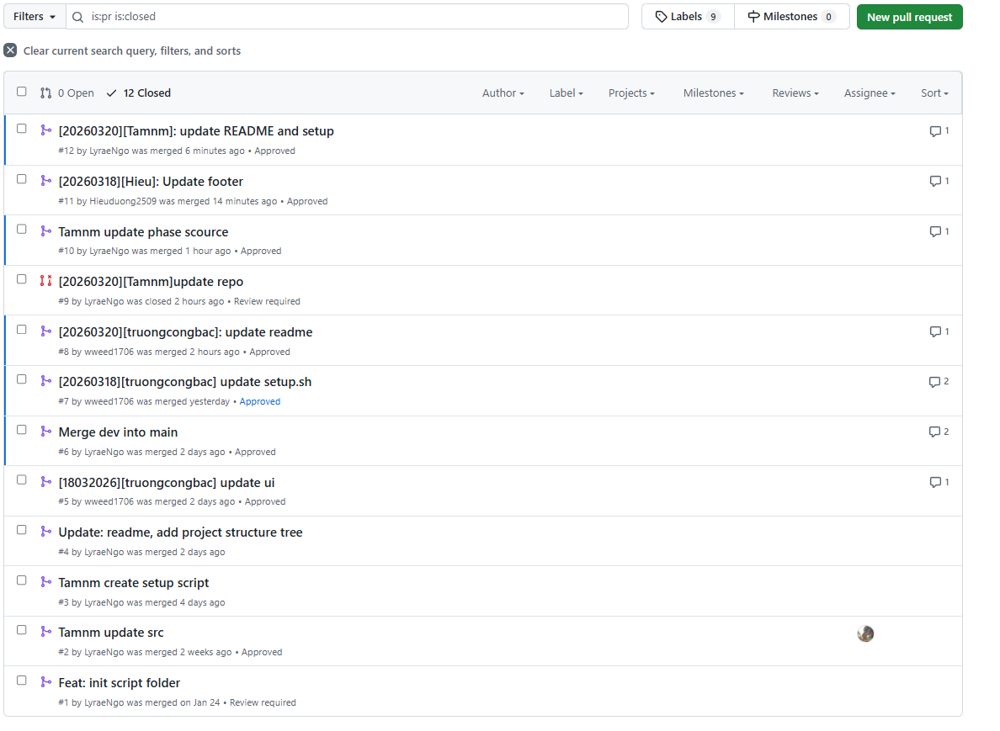 Filters is:pr is:closed Labels 9 Milestones 0 New pull request
Clear current search query, filters, and sorts
0 Open 12 Closed Author Label Projects Milestones Reviews Assignee Sort
[20260320][Tamnm]: update README and setup 1
#12 by LyraeNgo was merged 6 minutes ago • Approved
[20260318][Hieu]: Update footer 1
#11 by Hieuduong2509 was merged 14 minutes ago • Approved
Tamnm update phase scource 1
#10 by LyraeNgo was merged 1 hour ago • Approved
[20260320][Tamnm]update repo
#9 by LyraeNgo was closed 2 hours ago • Review required
[20260320][truongcongbac]: update readme 1
#8 by wweed1706 was merged 2 hours ago • Approved
[20260318][truongcongbac] update setup.sh 2
#7 by wweed1706 was merged yesterday • Approved
Merge dev into main 2
#6 by LyraeNgo was merged 2 days ago • Approved
[18032026][truongcongbac] update ui 1
#5 by wweed1706 was merged 2 days ago • Approved
Update: readme, add project structure tree
#4 by LyraeNgo was merged 2 days ago
Tamnm create setup script
#3 by LyraeNgo was merged 4 days ago
Tamnm update src
#2 by LyraeNgo was merged 2 weeks ago • Approved
Feat: init script folder
#1 by LyraeNgo was merged on Jan 24 • Review required